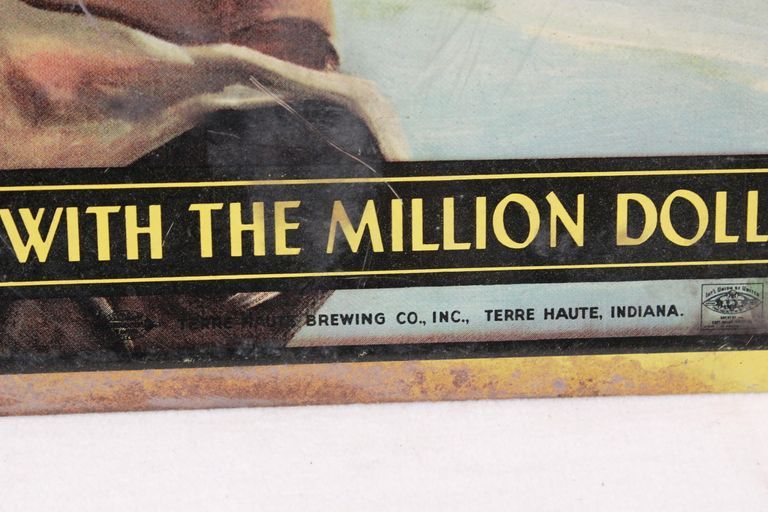 WITH THE MILLION DOLL
TERRE HAUTE BREWING CO., INC., TERRE HAUTE, INDIANA.